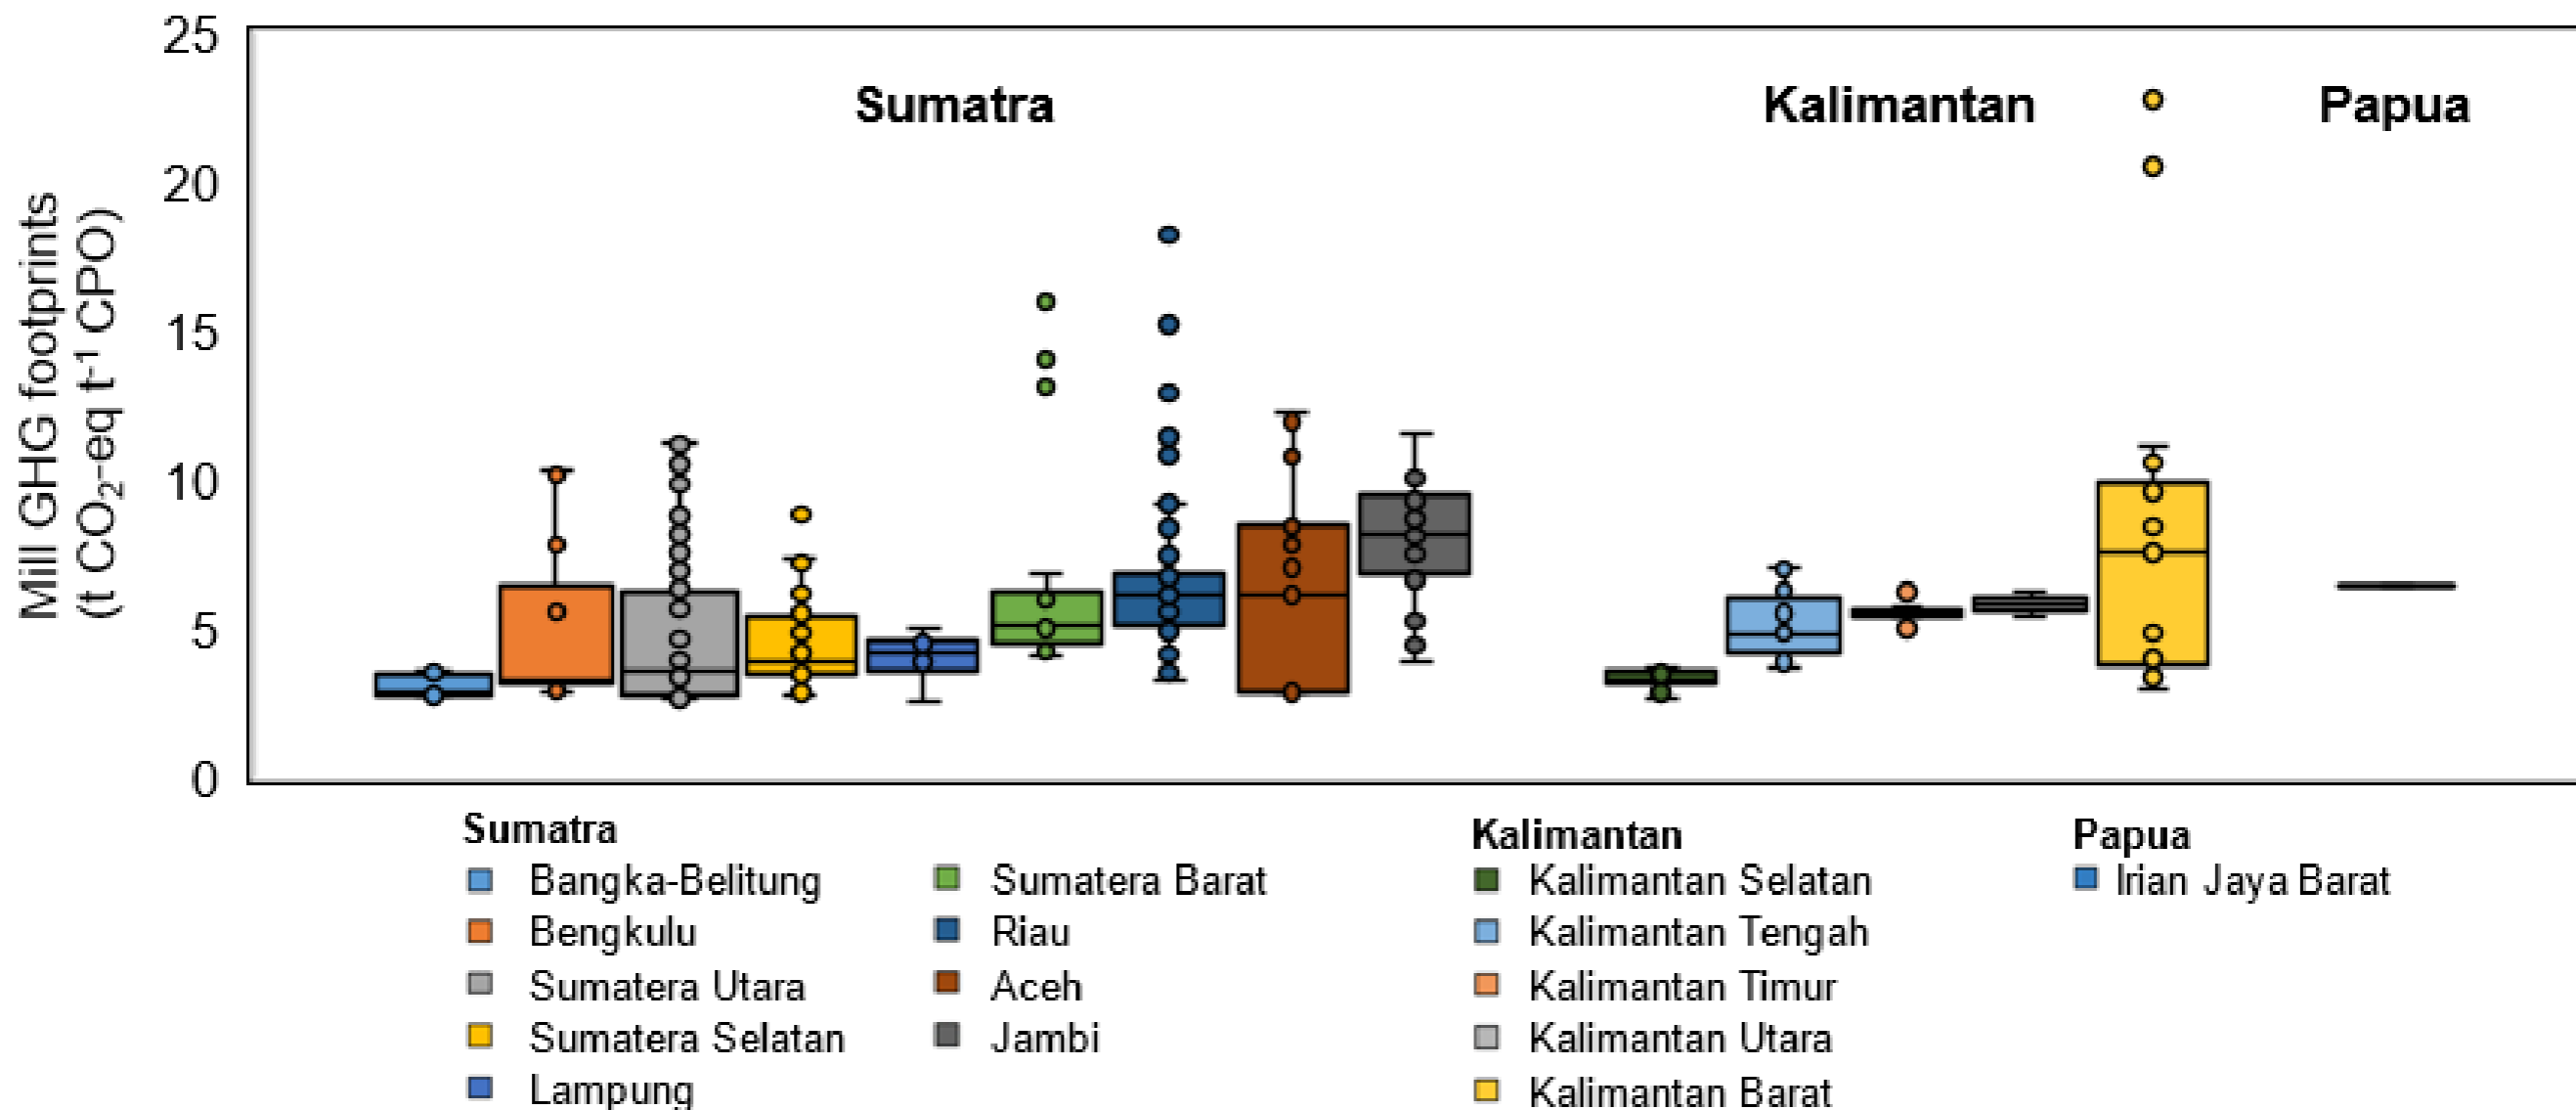 Mill GHG footprints
(t CO₂-eq t⁻¹ CPO)
25
20
15
10
5
0
Sumatra
Kalimantan
Papua
Sumatra
Bangka-Belitung
Bengkulu
Sumatera Utara
Sumatera Selatan
Lampung
Sumatera Barat
Riau
Aceh
Jambi
Kalimantan
Kalimantan Selatan
Kalimantan Tengah
Kalimantan Timur
Kalimantan Utara
Kalimantan Barat
Papua
Irian Jaya Barat